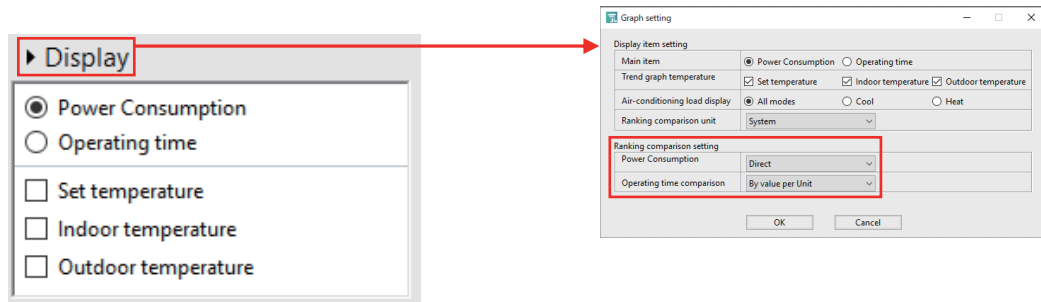 Display
Power Consumption
Operating time
Set temperature
Indoor temperature
Outdoor temperature
Graph setting
Display item setting
Main item Power Consumption Operating time
Trend graph temperature Set temperature Indoor temperature Outdoor temperature
Air-conditioning load display All modes Cool Heat
Ranking comparison unit System
Ranking comparison setting
Power Consumption Direct
Operating time comparison By value per Unit
OK Cancel